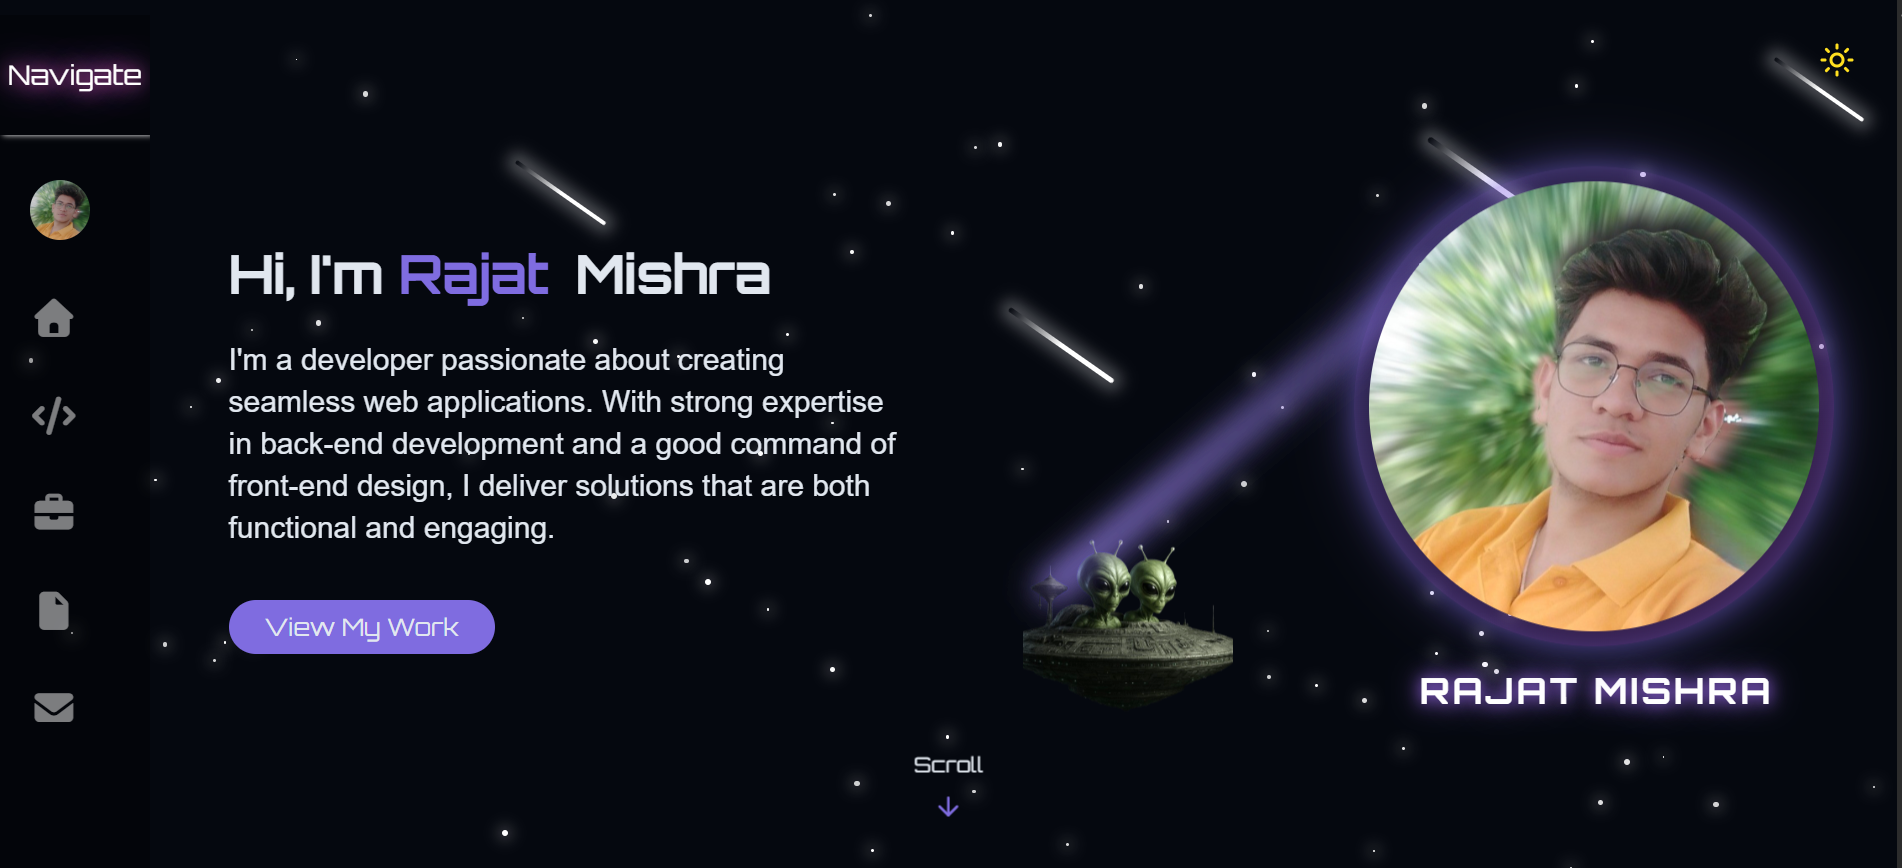 Navigate
Hi, I'm Rajat Mishra
I'm a developer passionate about creating
seamless web applications. With strong expertise
in back-end development and a good command of
front-end design, I deliver solutions that are both
functional and engaging.
View My Work
RAJAT MISHRA
Scroll